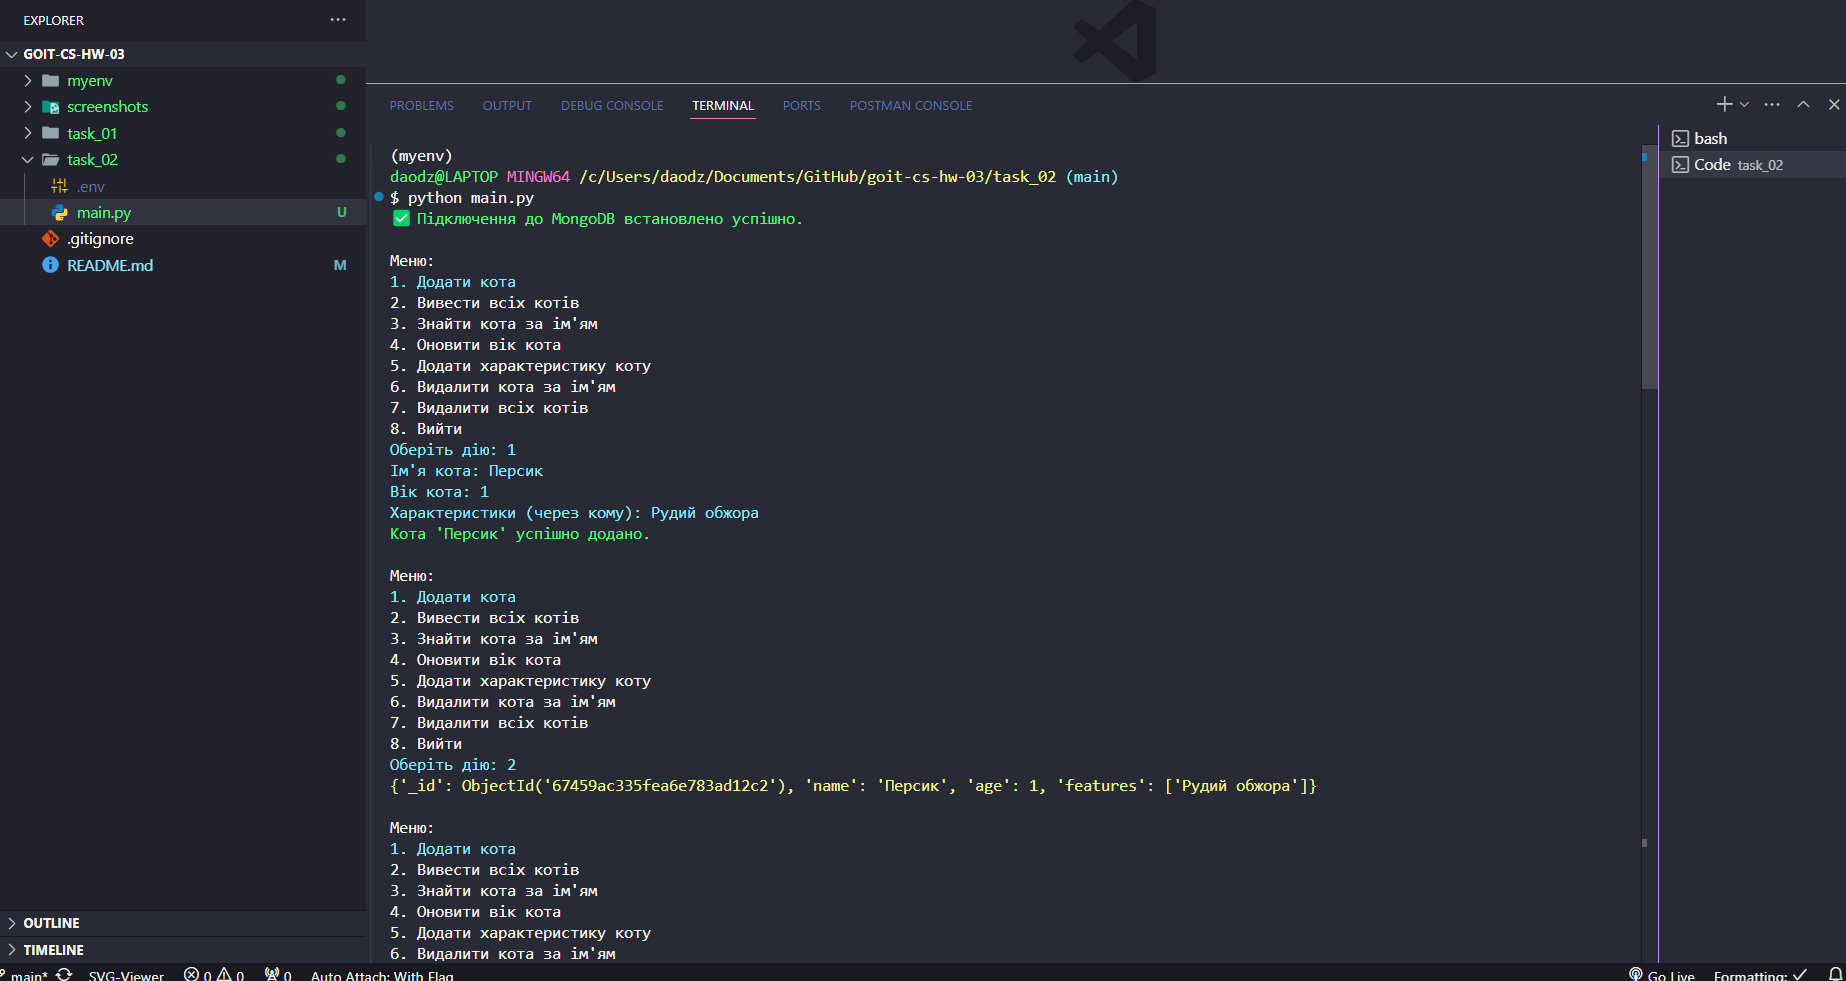 EXPLORER
GOIT-CS-HW-03
myenv
screenshots
task_01
task_02
.env
main.py U
.gitignore
README.md M
OUTLINE
TIMELINE
PROBLEMS OUTPUT DEBUG CONSOLE TERMINAL PORTS POSTMAN CONSOLE
(myenv)
daodz@LAPTOP MINGW64 /c/Users/daodz/Documents/GitHub/goit-cs-hw-03/task_02 (main)
$ python main.py
✅ Підключення до MongoDB встановлено успішно.
Меню:
1. Додати кота
2. Вивести всіх котів
3. Знайти кота за ім'ям
4. Оновити вік кота
5. Додати характеристику коту
6. Видалити кота за ім'ям
7. Видалити всіх котів
8. Вийти
Оберіть дію: 1
Ім'я кота: Персик
Вік кота: 1
Характеристики (через кому): Рудий обжора
Кота 'Персик' успішно додано.
Меню:
1. Додати кота
2. Вивести всіх котів
3. Знайти кота за ім'ям
4. Оновити вік кота
5. Додати характеристику коту
6. Видалити кота за ім'ям
7. Видалити всіх котів
8. Вийти
Оберіть дію: 2
{'_id': ObjectId('67459ac335fea6e783ad12c2'), 'name': 'Персик', 'age': 1, 'features': ['Рудий обжора']}
Меню:
1. Додати кота
2. Вивести всіх котів
3. Знайти кота за ім'ям
4. Оновити вік кота
5. Додати характеристику коту
6. Видалити кота за ім'ям
bash
Code task_02
main* SVG-Viewer 0 0 0 Auto Attach: With Flag Go Live Formatting: ✓